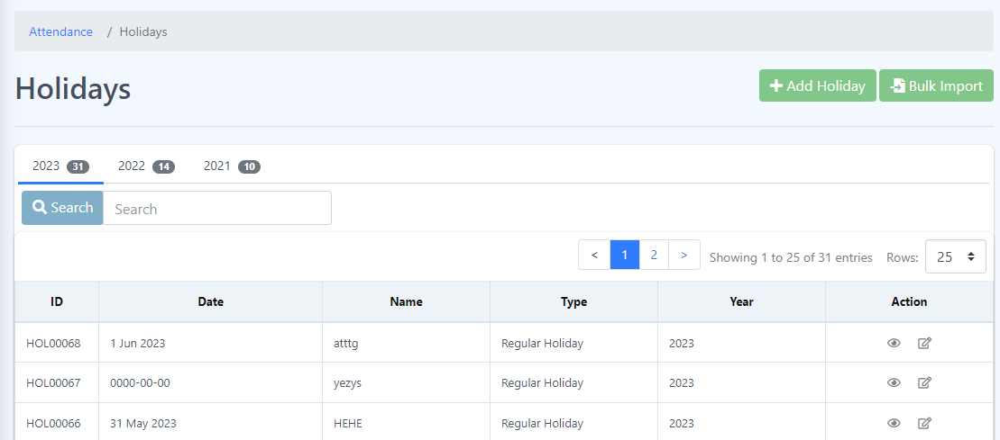 Attendance / Holidays
Holidays
Add Holiday
Bulk Import
2023 31 2022 14 2021 10
Search Search
< 1 2 > Showing 1 to 25 of 31 entries Rows: 25
ID Date Name Type Year Action
HOL00068 1 Jun 2023 atttg Regular Holiday 2023
HOL00067 0000-00-00 yezys Regular Holiday 2023
HOL00066 31 May 2023 HEHE Regular Holiday 2023